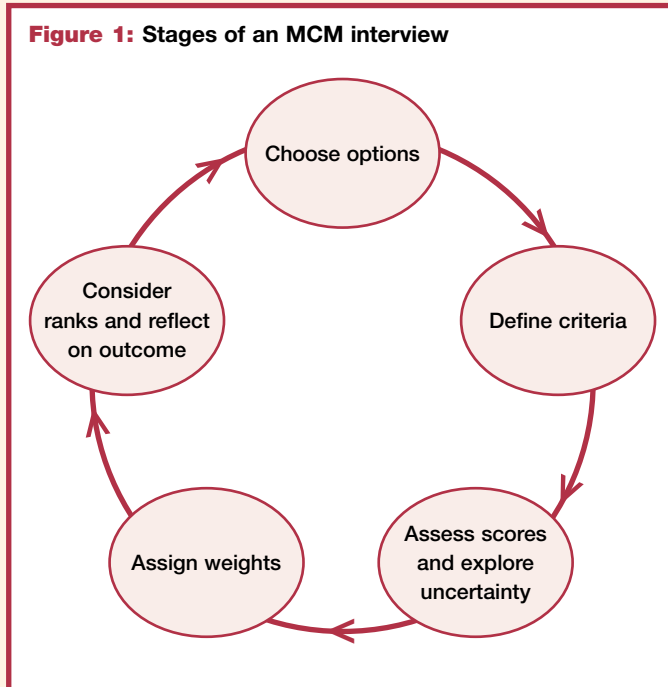 Figure 1: Stages of an MCM interview
Choose options
Define criteria
Assess scores
and explore
uncertainty
Assign weights
Consider
ranks and reflect
on outcome